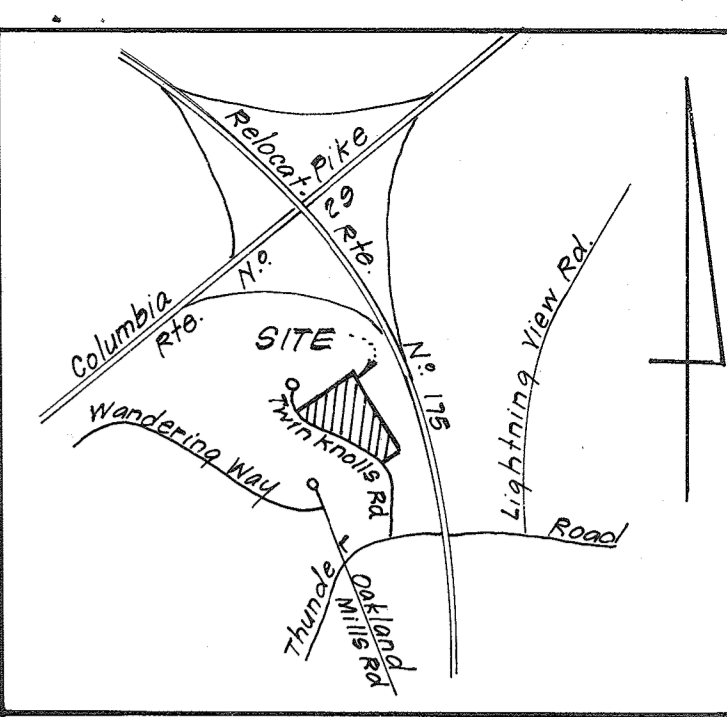 Relocat. Rte. No. 175
Columbia Pike
Rte. No. 29
SITE
Twin Knolls Rd
Wandering Way
Lightning View Rd.
Thunder Road
Oakland
Mills Rd